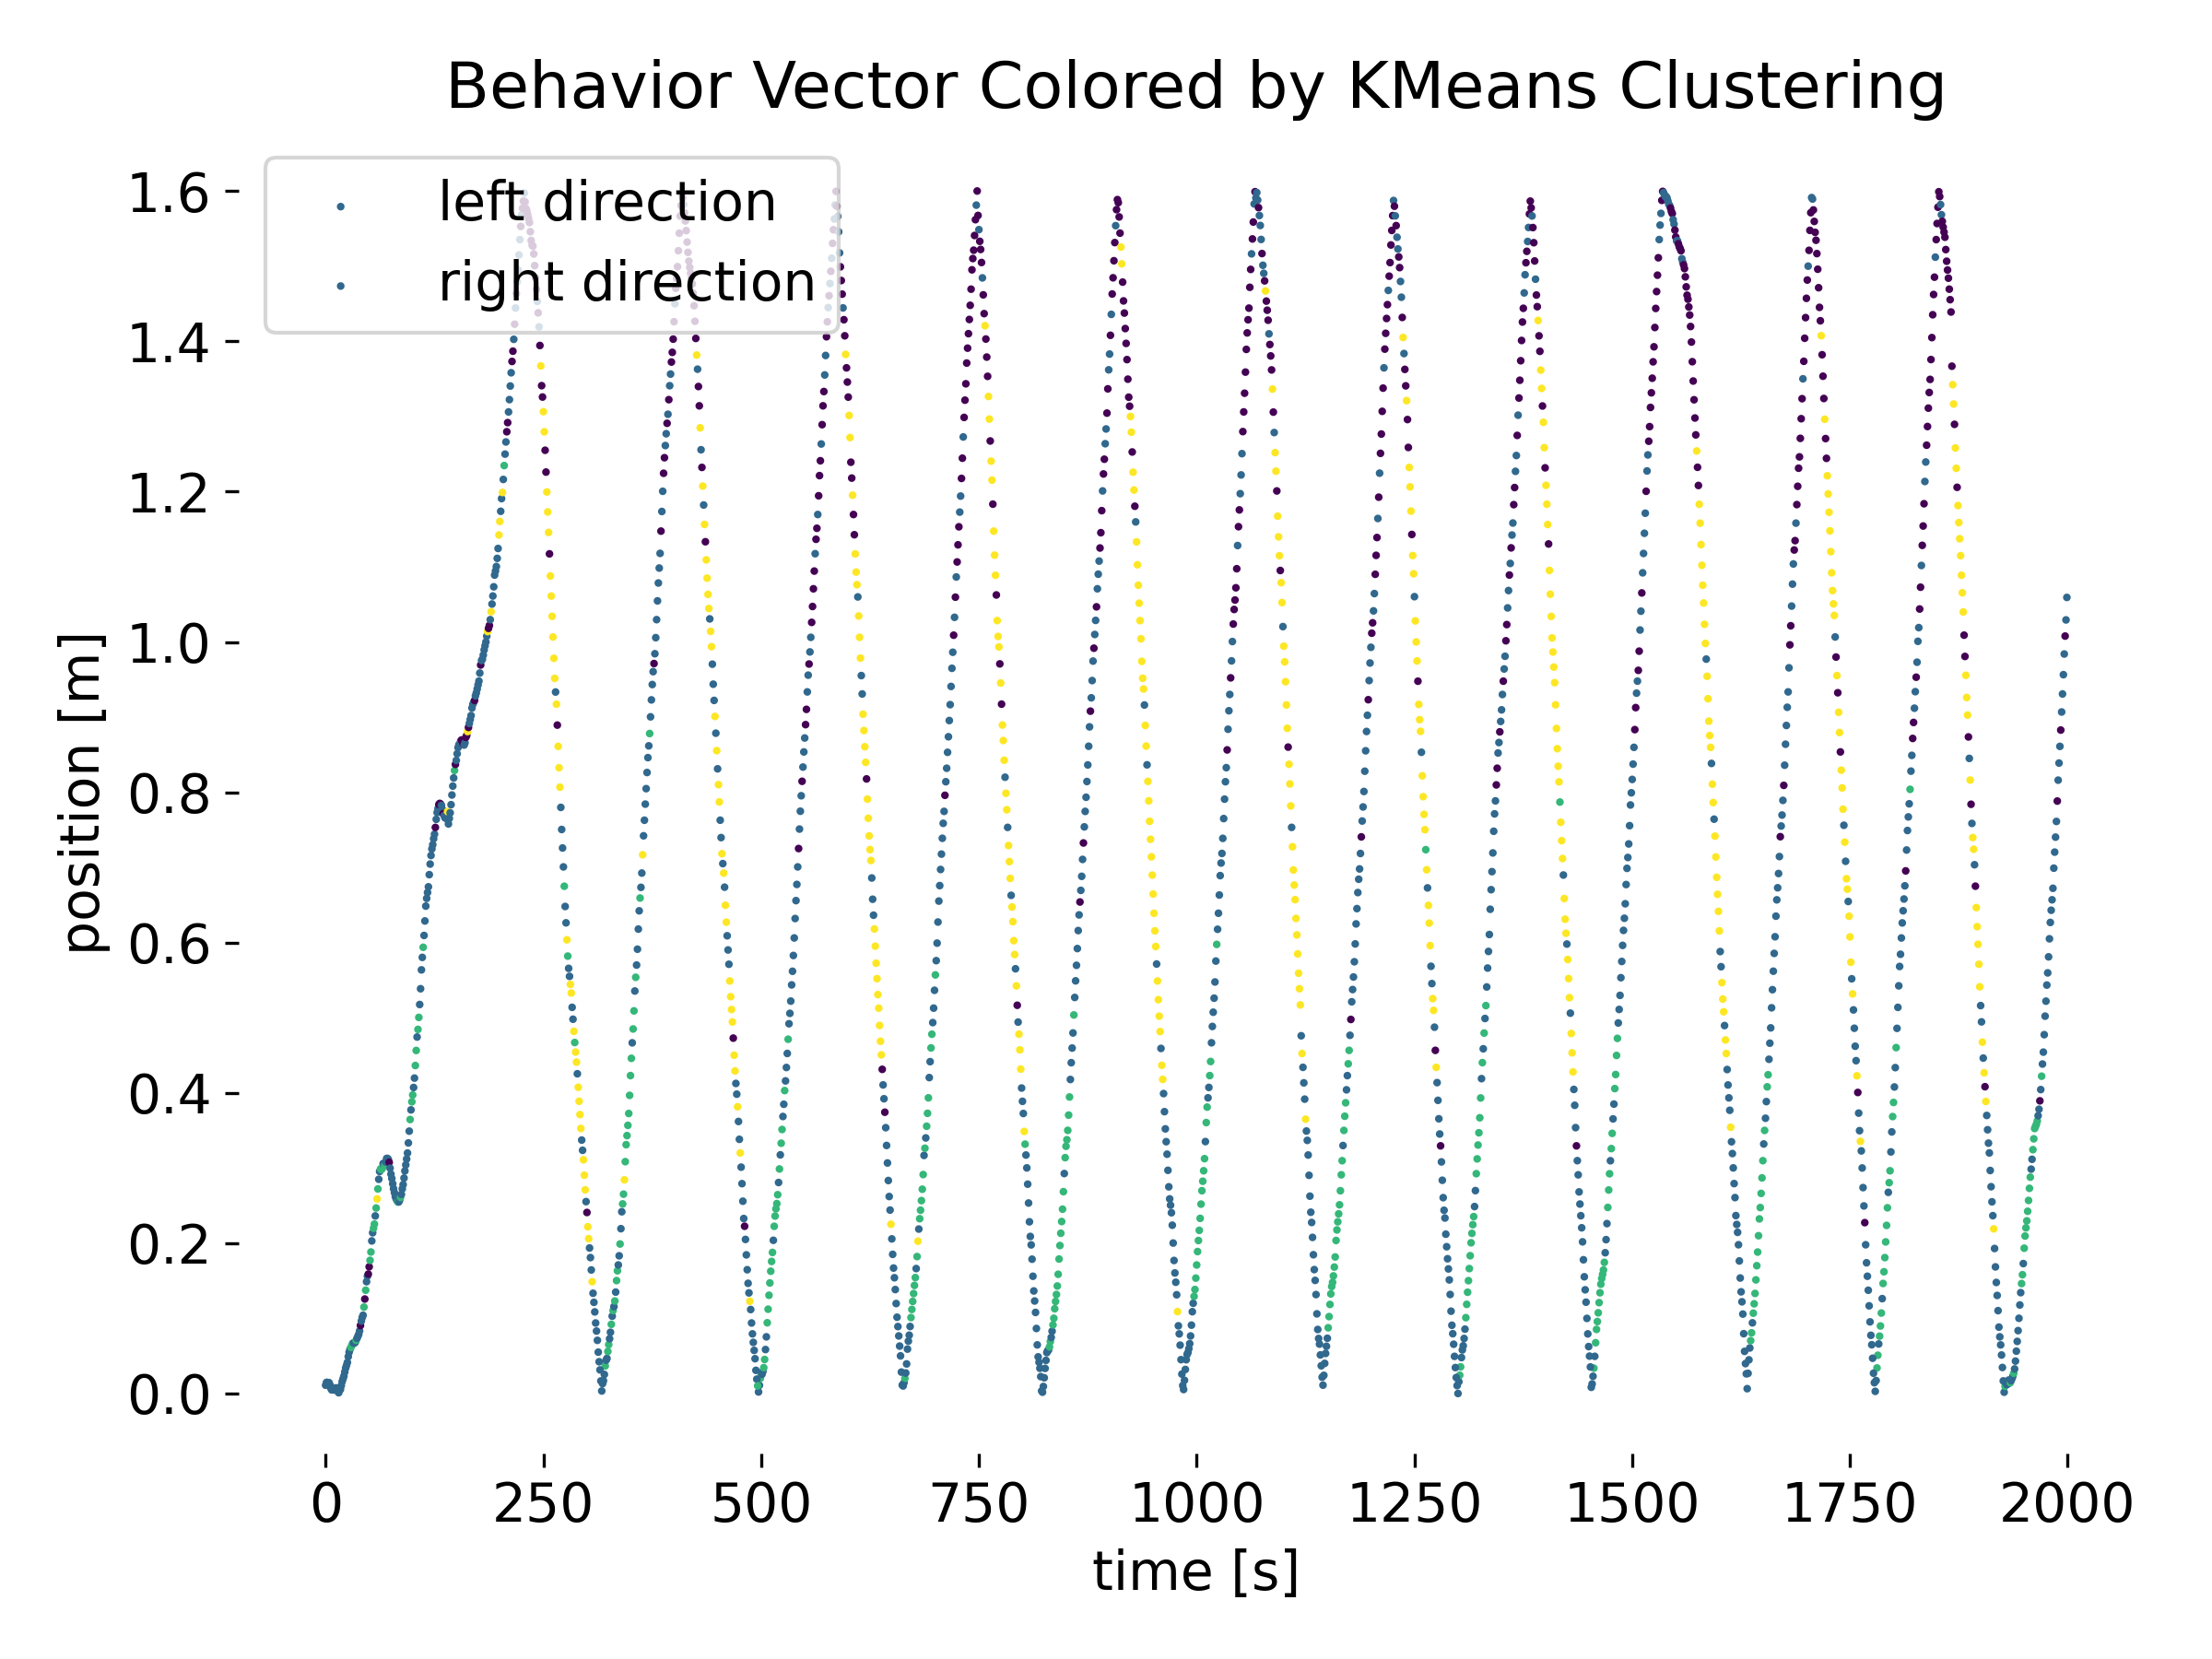 Behavior Vector Colored by KMeans Clustering
left direction
right direction
1.6
1.4
1.2
1.0
0.8
0.6
0.4
0.2
0.0
position [m]
0 250 500 750 1000 1250 1500 1750 2000
time [s]